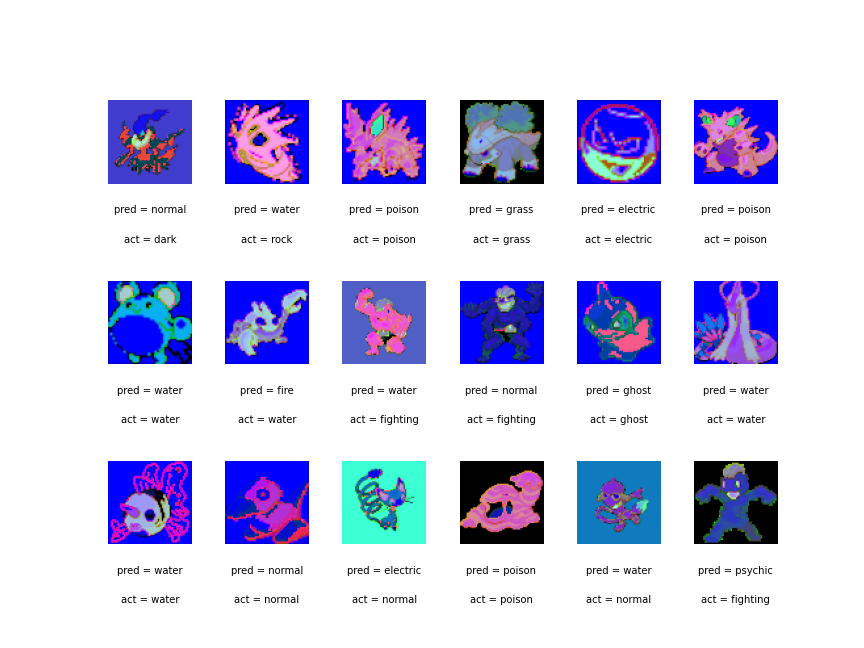 pred = normal
act = dark
pred = water
act = rock
pred = poison
act = poison
pred = grass
act = grass
pred = electric
act = electric
pred = poison
act = poison
pred = water
act = water
pred = fire
act = water
pred = water
act = fighting
pred = normal
act = fighting
pred = ghost
act = ghost
pred = water
act = water
pred = water
act = water
pred = normal
act = normal
pred = electric
act = normal
pred = poison
act = poison
pred = water
act = normal
pred = psychic
act = fighting